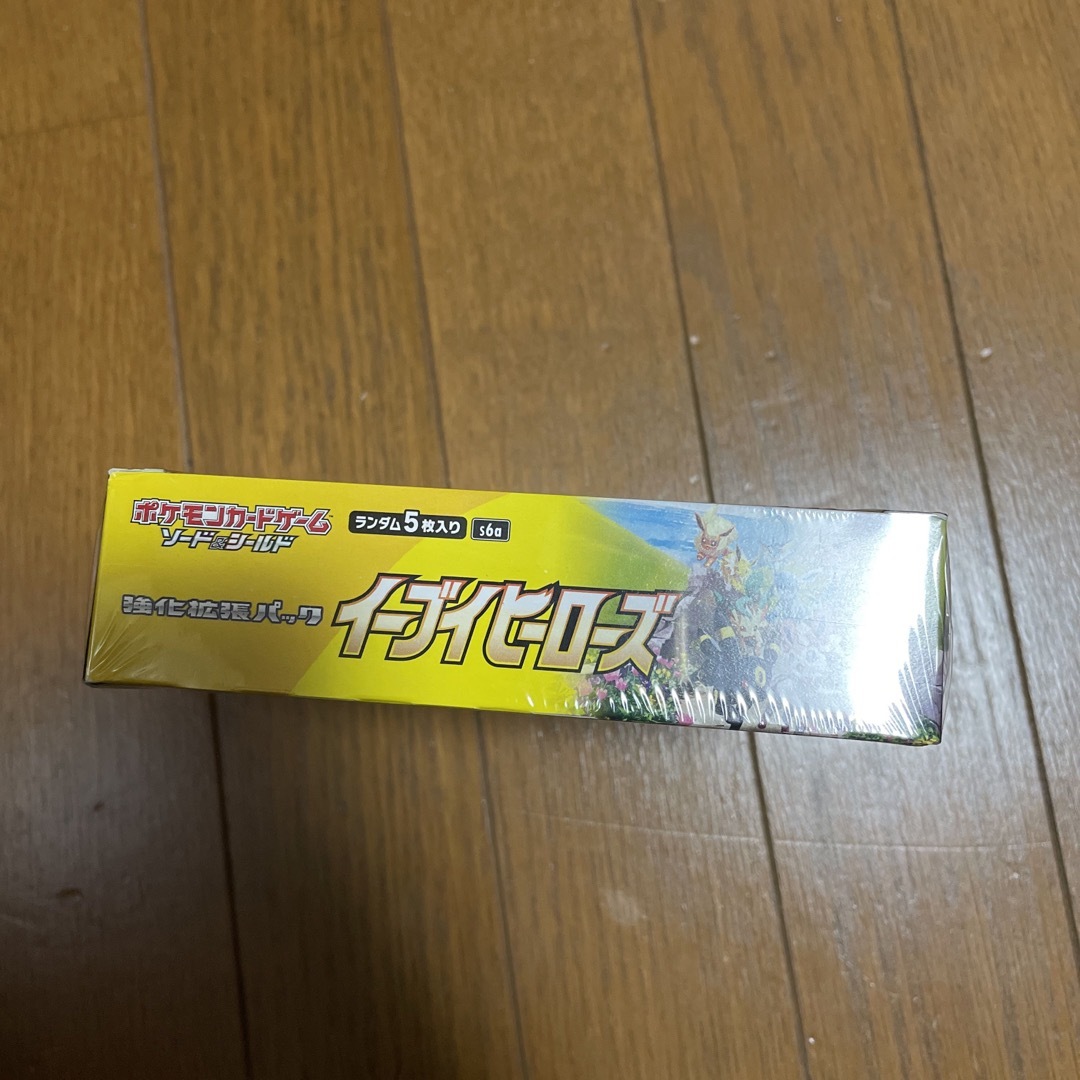 ポケモンカードゲーム
ソード&シールド
ランダム5枚入り s6a
強化拡張パック イーブイヒーローズ